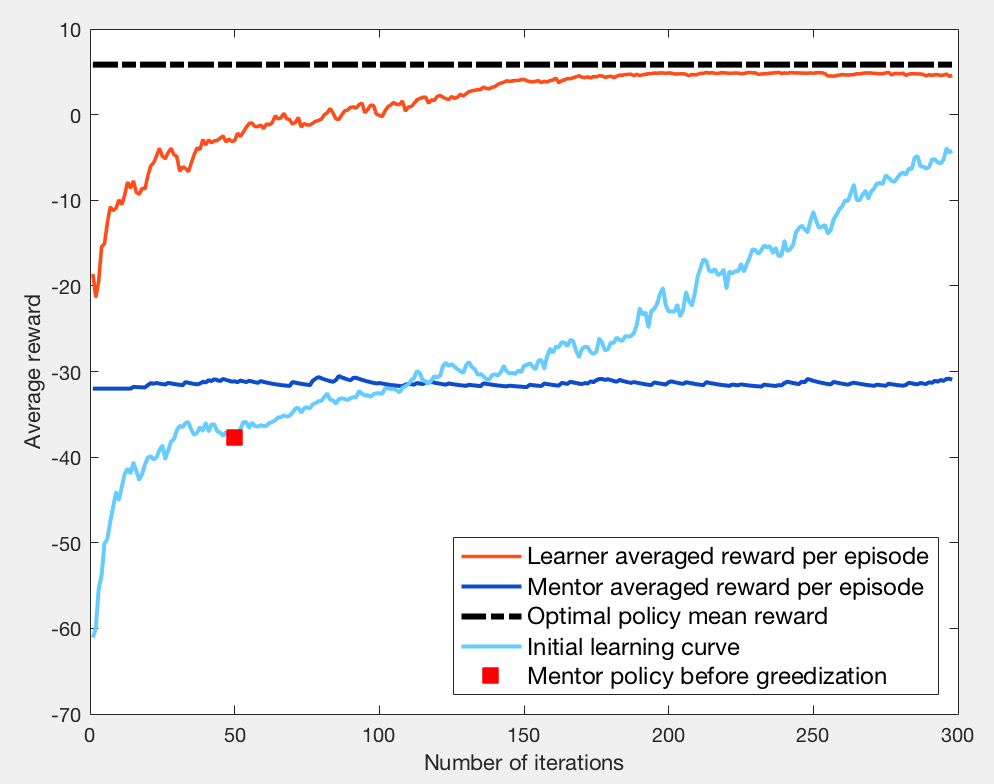 10
0
-10
-20
-30
-40
-50
-60
-70
Average reward
0 50 100 150 200 250 300
Number of iterations
Learner averaged reward per episode
Mentor averaged reward per episode
Optimal policy mean reward
Initial learning curve
Mentor policy before greedization